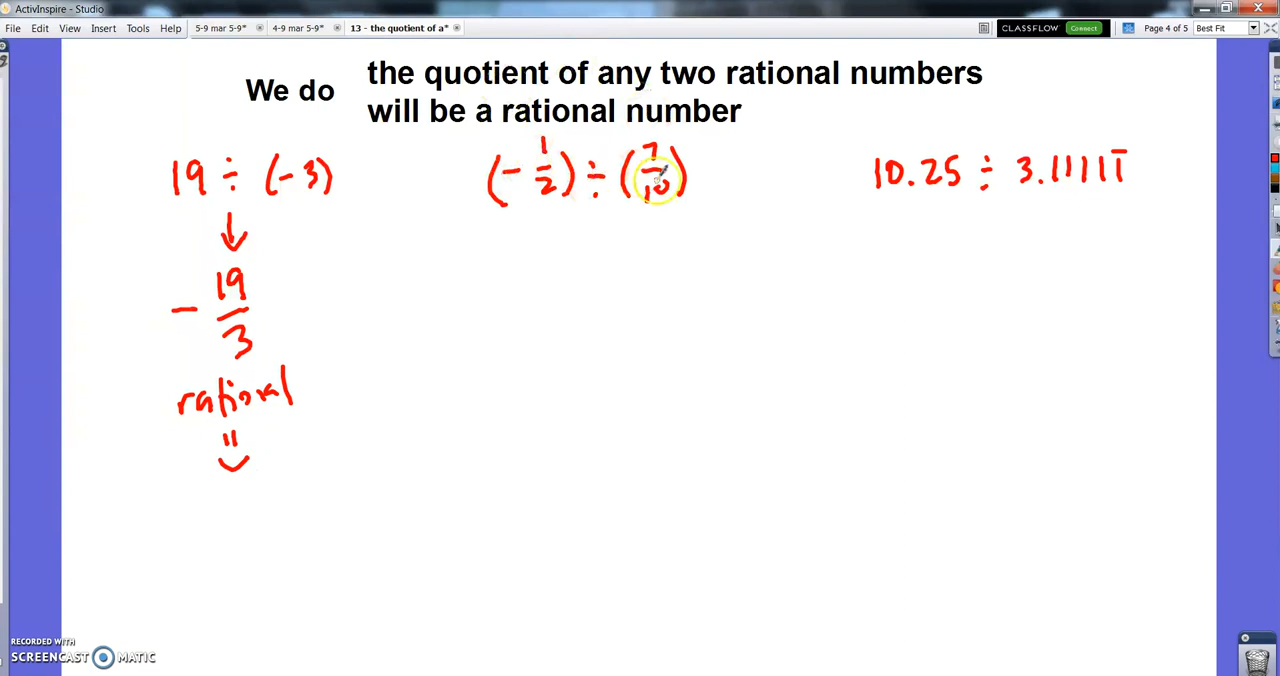 ActivInspire - Studio
File Edit View Insert Tools Help
5-9 mar 5-9* 4-9 mar 5-9* 13 - the quotient of a*
CLASSFLOW Connect Page 4 of 5 Best Fit
We do
the quotient of any two rational numbers
will be a rational number
19 ÷ (-3)
(-1/2) ÷ (7/10)
10.25 ÷ 3.11111̅
- 19/3
rational
RECORDED WITH
SCREENCAST MATIC